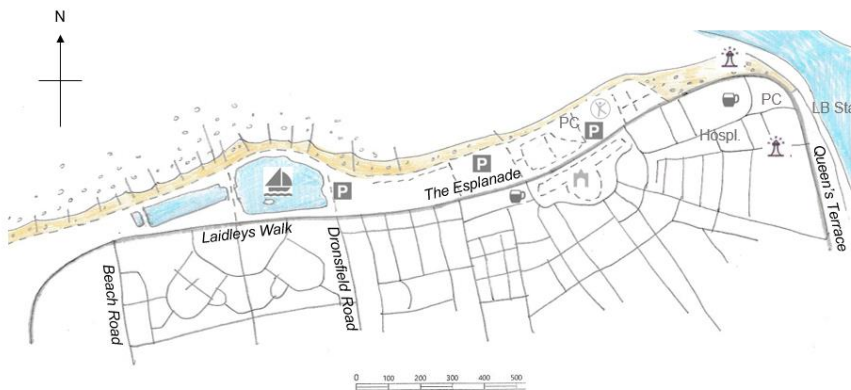 N
PC
LB Sta
PC
P
Hospl.
P
The Esplanade
P
Queen's Terrace
Laidleys Walk
Dronsfield Road
Beach Road
0 100 200 300 400 500